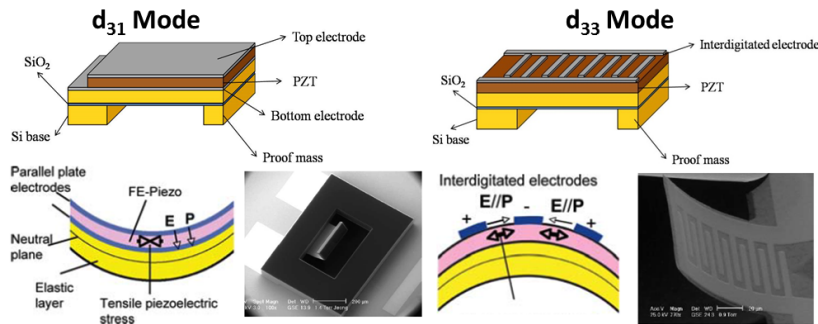 d31 Mode
d33 Mode
Top electrode
SiO2
PZT
Bottom electrode
Si base
Proof mass
Interdigitated electrode
SiO2
PZT
Si base
Proof mass
Parallel plate
electrodes
FE-Piezo
E P
Neutral
plane
Elastic
layer
Tensile piezoelectric
stress
Interdigitated electrodes
E//P - E//P
+ +